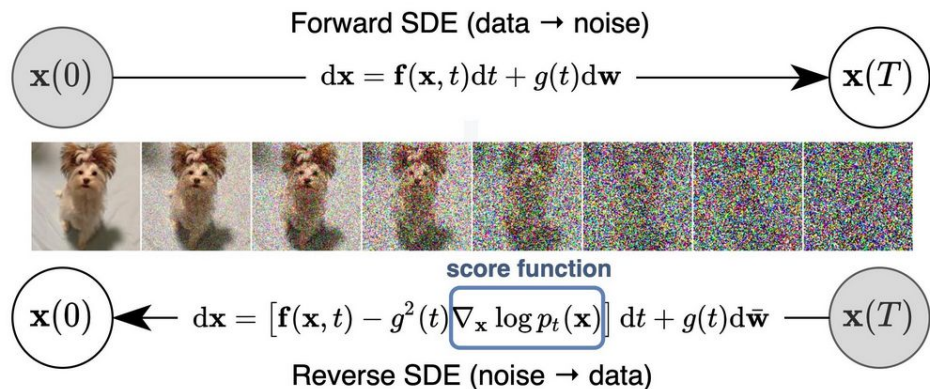 Forward SDE (data → noise)
x(0) dx = f(x, t)dt + g(t)dw x(T)
score function
x(0) dx = [f(x, t) − g²(t)∇ₓ log pₜ(x)] dt + g(t)dw̄ x(T)
Reverse SDE (noise → data)